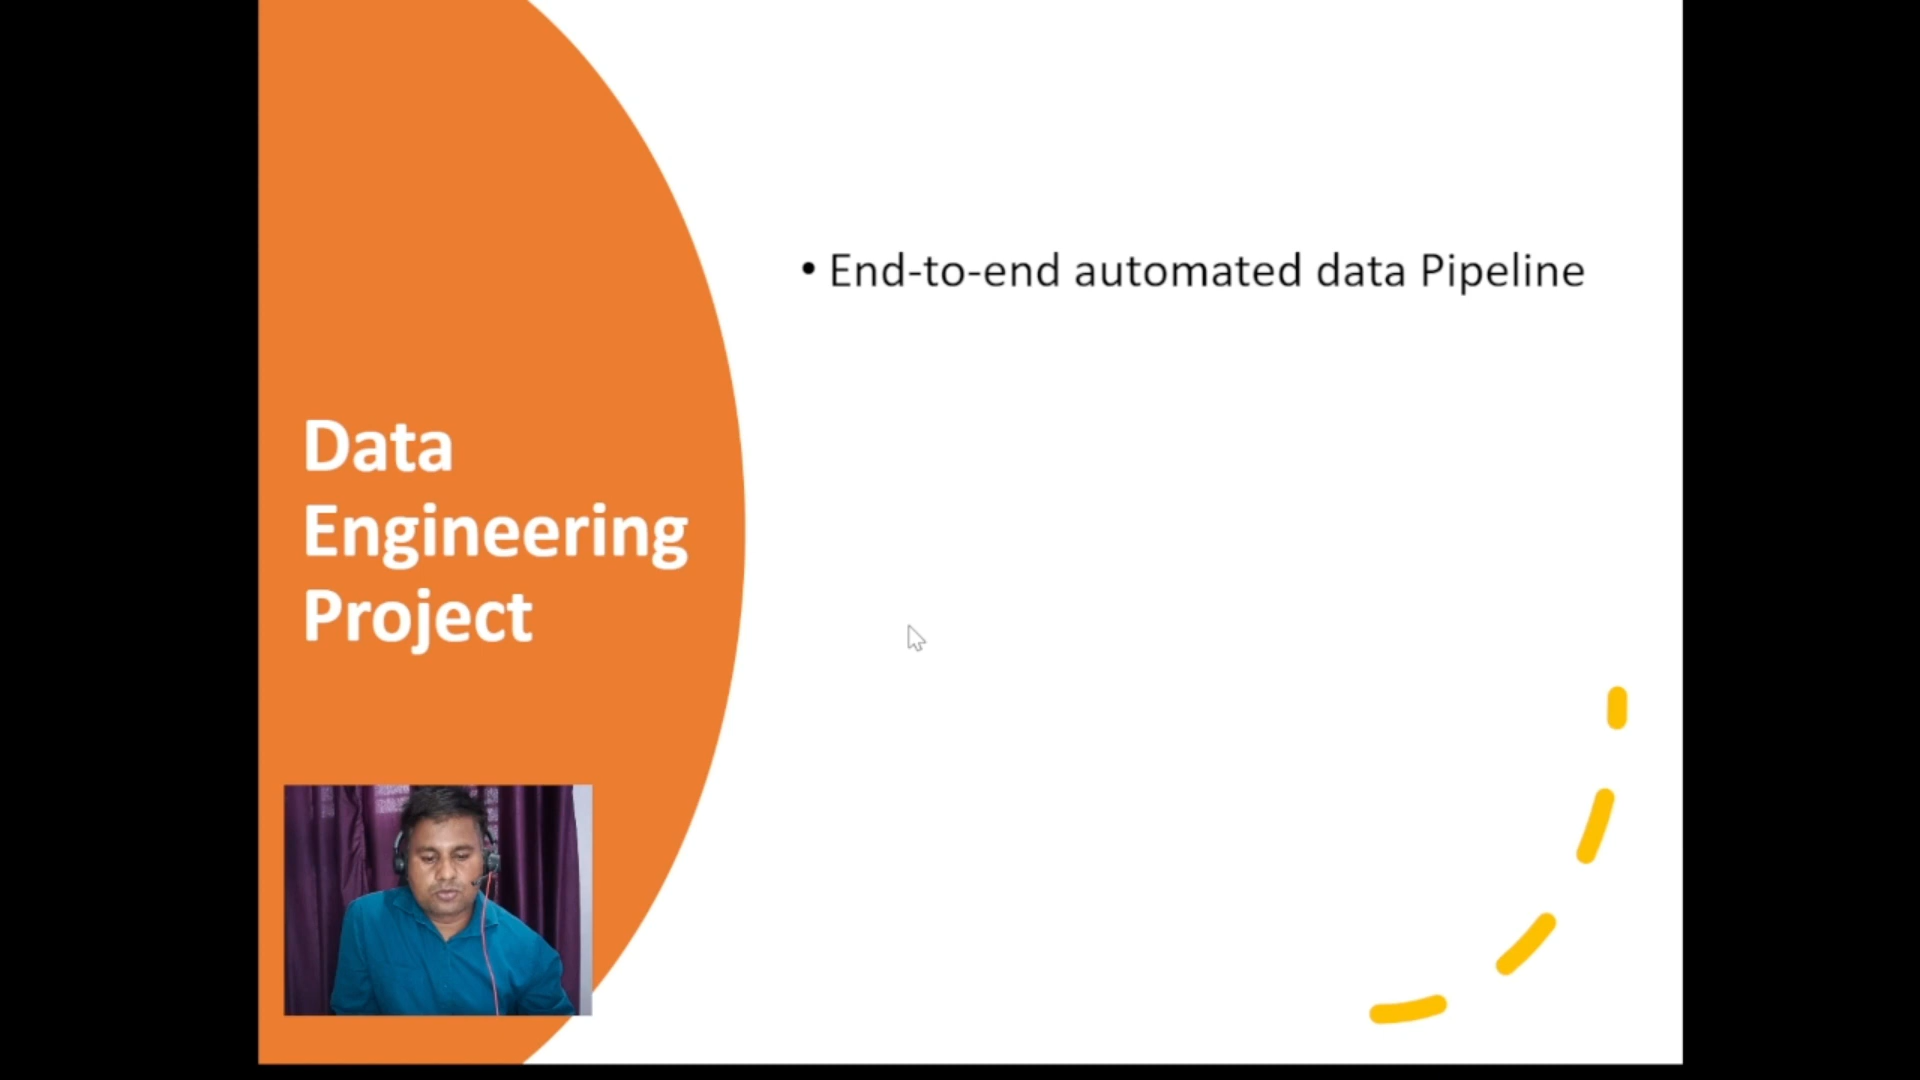 Data
Engineering
Project
• End-to-end automated data Pipeline